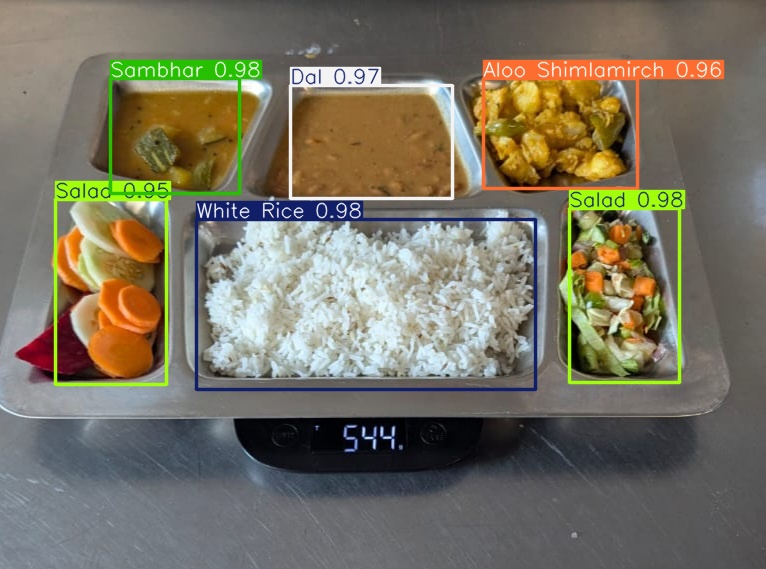 Sambhar 0.98
Dal 0.97
Aloo Shimlamirch 0.96
Salad 0.95
White Rice 0.98
Salad 0.98
544.